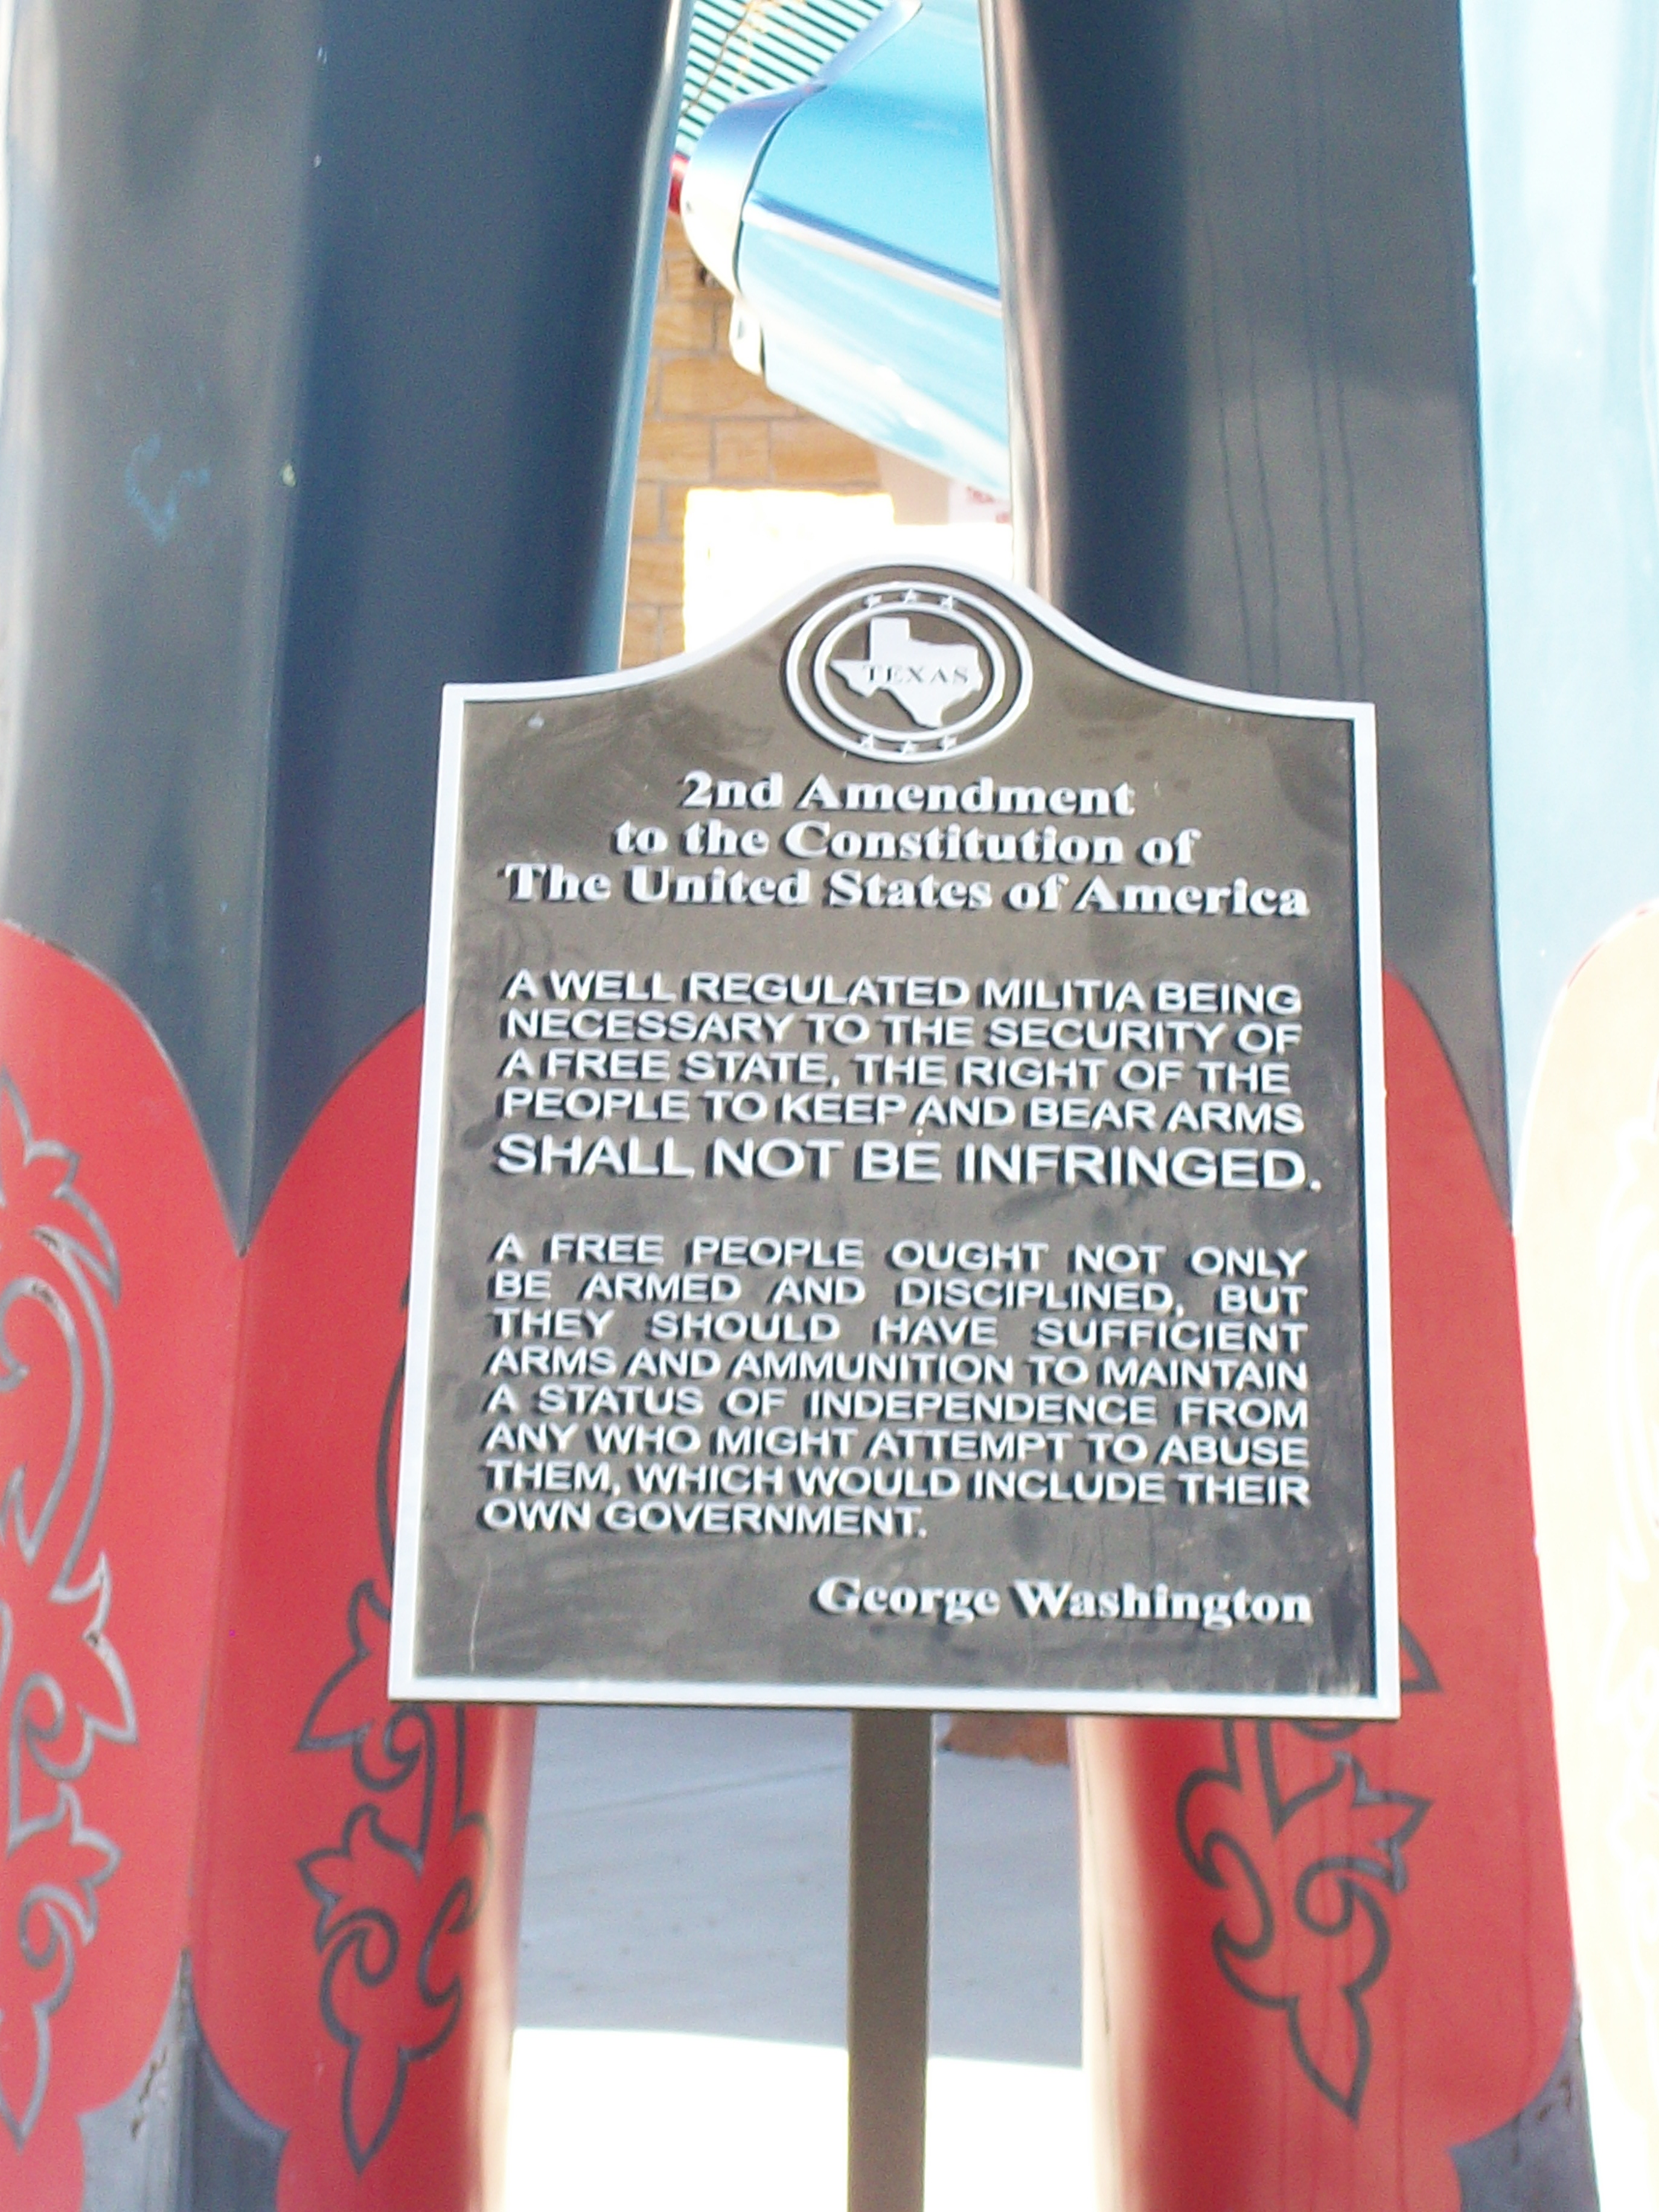 TEXAS
2nd Amendment
to the Constitution of
The United States of America
A WELL REGULATED MILITIA BEING
NECESSARY TO THE SECURITY OF
A FREE STATE, THE RIGHT OF THE
PEOPLE TO KEEP AND BEAR ARMS
SHALL NOT BE INFRINGED.
A FREE PEOPLE OUGHT NOT ONLY
BE ARMED AND DISCIPLINED, BUT
THEY SHOULD HAVE SUFFICIENT
ARMS AND AMMUNITION TO MAINTAIN
A STATUS OF INDEPENDENCE FROM
ANY WHO MIGHT ATTEMPT TO ABUSE
THEM, WHICH WOULD INCLUDE THEIR
OWN GOVERNMENT.
George Washington